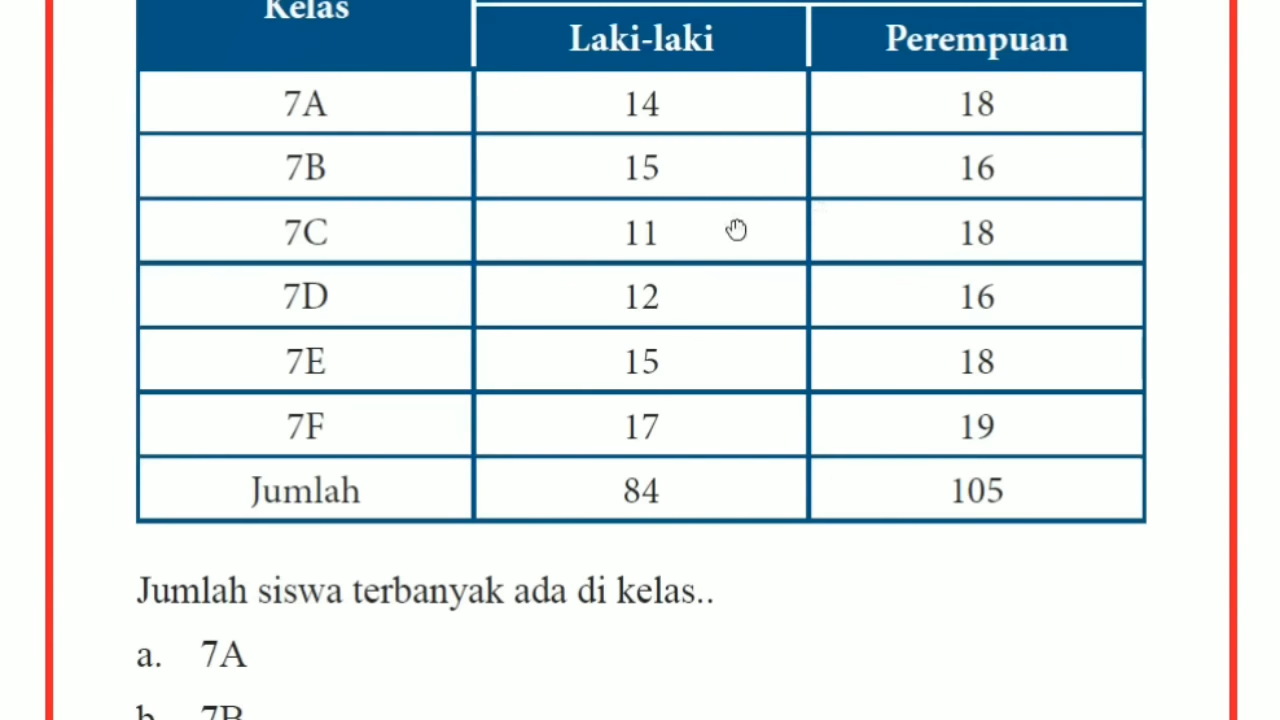 Kelas
Laki-laki Perempuan
7A 14 18
7B 15 16
7C 11 18
7D 12 16
7E 15 18
7F 17 19
Jumlah 84 105
Jumlah siswa terbanyak ada di kelas..
a. 7A
b. 7B